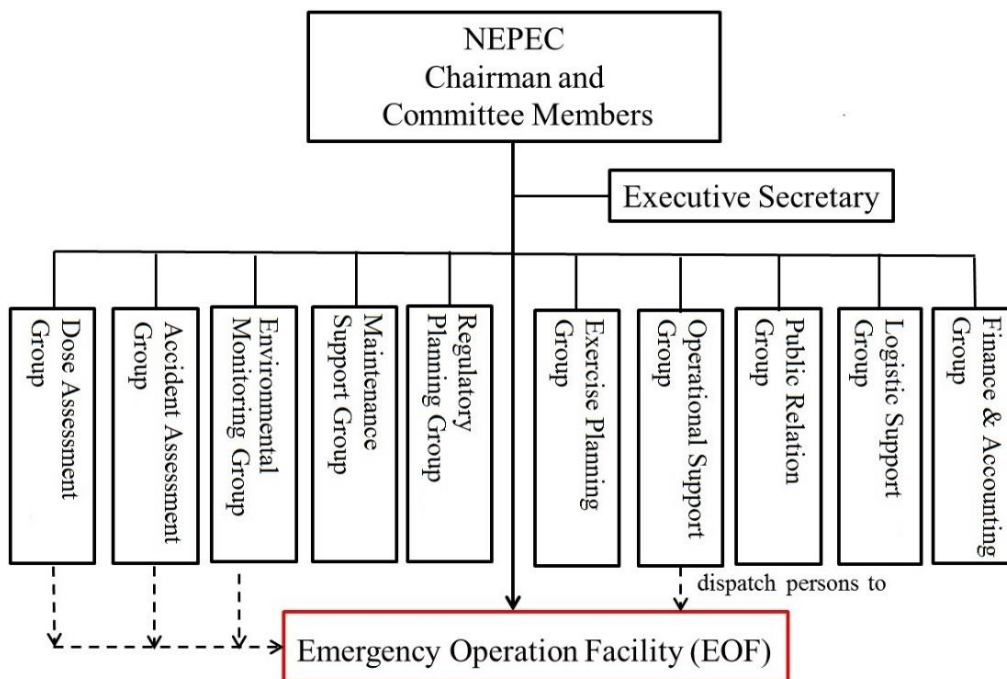 NEPEC
Chairman and
Committee Members
Executive Secretary
Dose Assessment
Group
Accident Assessment
Group
Environmental
Monitoring Group
Maintenance
Support Group
Regulatory
Planning Group
Exercise Planning
Group
Operational Support
Group
Public Relation
Group
Logistic Support
Group
Finance & Accounting
Group
dispatch persons to
Emergency Operation Facility (EOF)